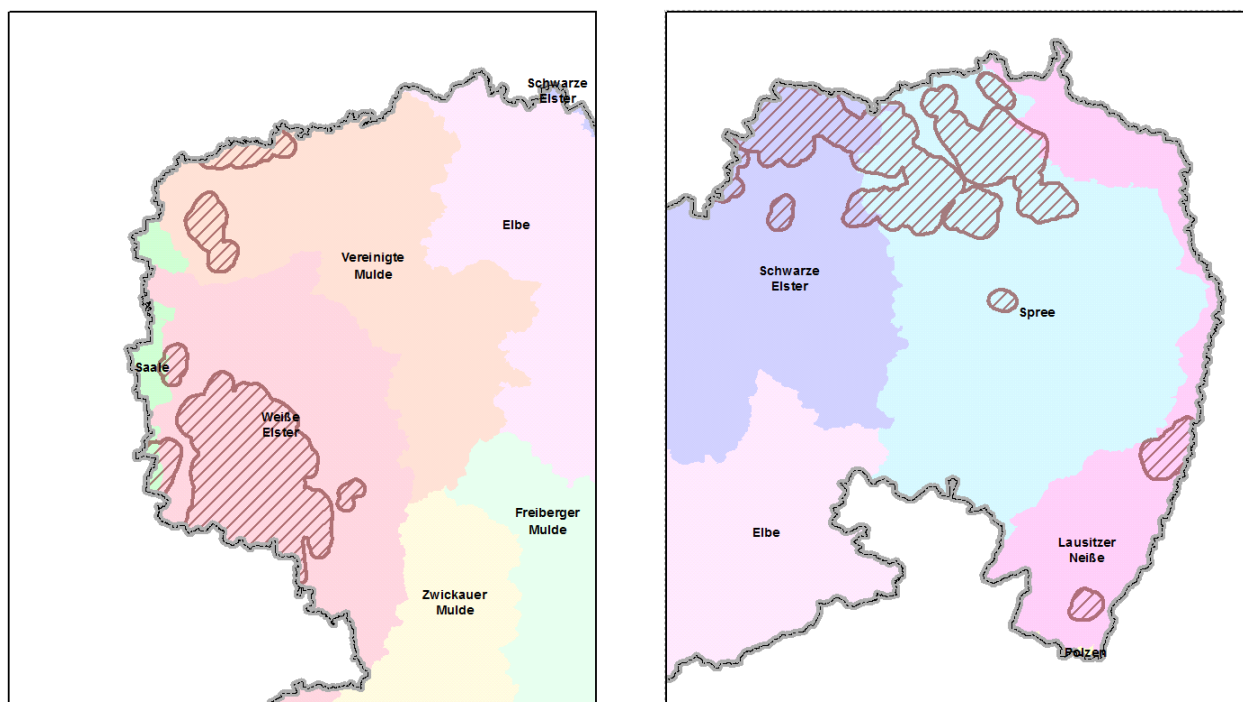 Schwarze
Elster
Elbe
Vereinigte
Mulde
Saale
Weiße
Elster
Freiberger
Mulde
Zwickauer
Mulde
Schwarze
Elster
Spree
Elbe
Lausitzer
Neiße
Polzen